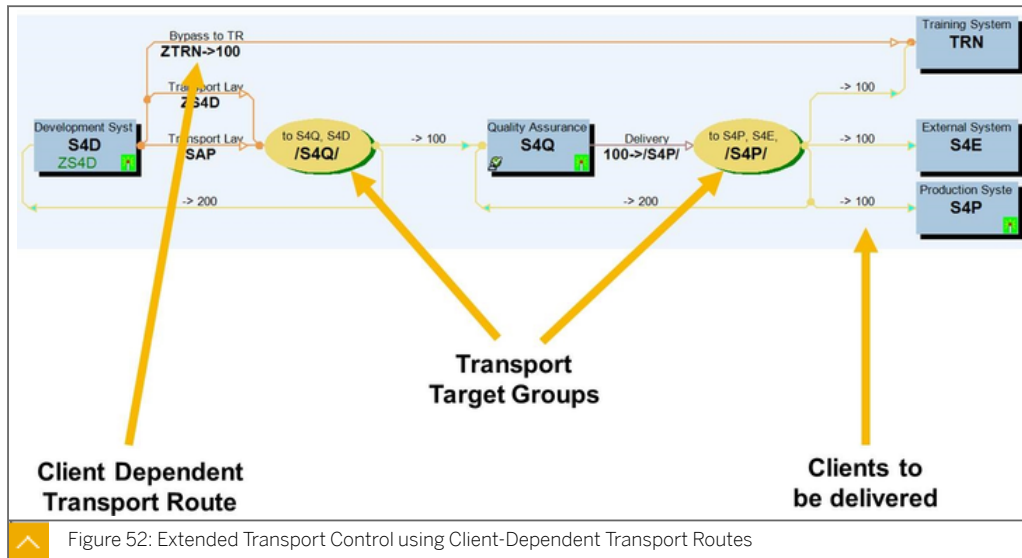 Bypass to TR
ZTRN->100
Training System
TRN
Transport Lay
ZS4D
-> 100
Development Syst
S4D
ZS4D
Transport Lay
SAP
to S4Q, S4D
/S4Q/
-> 100
Quality Assurance
S4Q
Delivery
100->/S4P/
to S4P, S4E,
/S4P/
-> 100
External System
S4E
-> 200
-> 200
-> 100
Production Syste
S4P
Transport
Target Groups
Client Dependent
Transport Route
Clients to
be delivered
Figure 52: Extended Transport Control using Client-Dependent Transport Routes